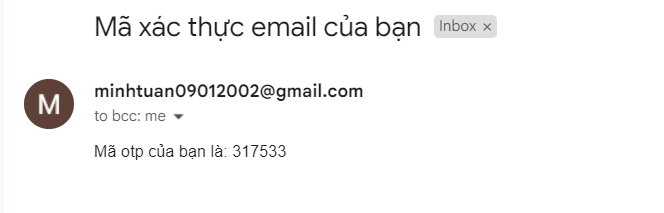 Mã xác thực email của bạn Inbox ×
M
minhtuan09012002@gmail.com
to bcc: me
Mã otp của bạn là: 317533